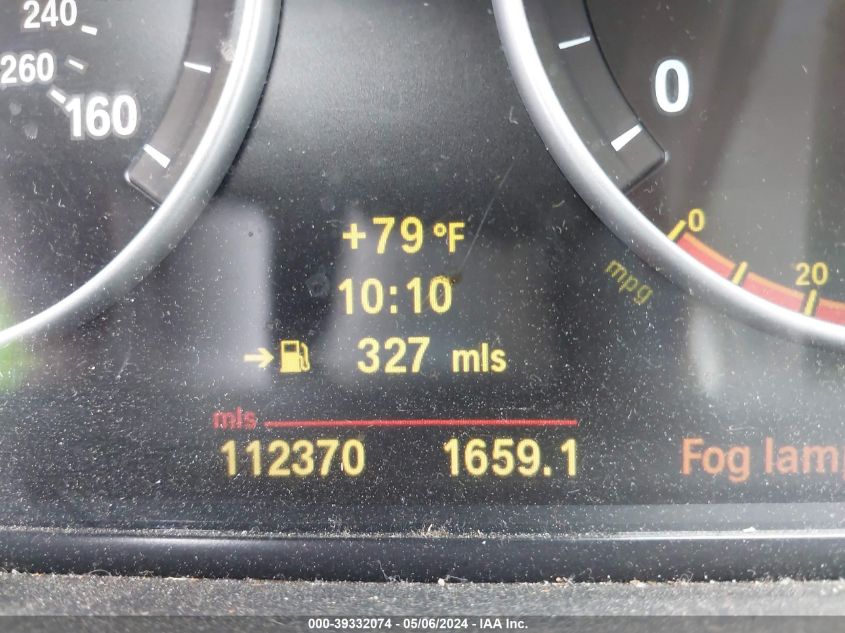 240
260
160
0
+79 °F
0
mpg
20
10:10
327 mls
mls
112370 1659.1
Fog lamp
000-39332074 - 05/06/2024 - IAA Inc.